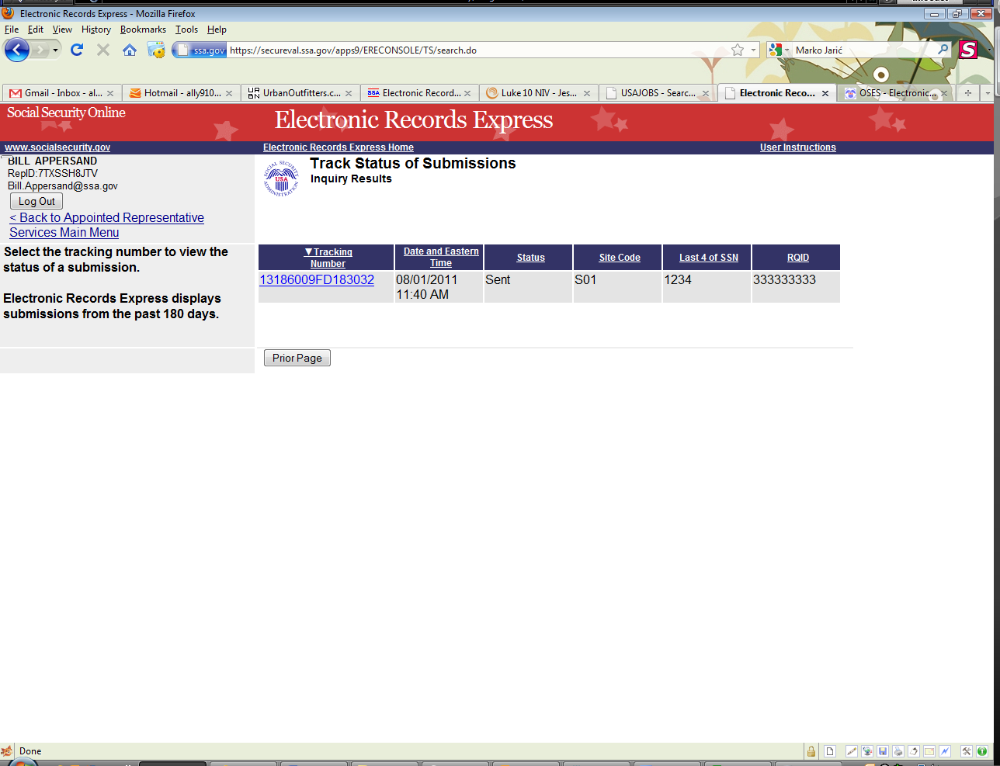 Electronic Records Express - Mozilla Firefox
File Edit View History Bookmarks Tools Help
ssa.gov https://secureval.ssa.gov/apps9/ERECONSOLE/TS/search.do
Marko Jarić
S
Gmail - Inbox - al... Hotmail - ally910... URBN UrbanOutfitters.c... SSA Electronic Record... Luke 10 NIV - Jes... USAJOBS - Searc... Electronic Reco... OSES - Electronic...
Social Security Online
Electronic Records Express
www.socialsecurity.gov Electronic Records Express Home User Instructions
BILL APPERSAND
RepID:7TXSSH8JTV
Bill.Appersand@ssa.gov
Log Out
< Back to Appointed Representative
Services Main Menu
SOCIAL SECURITY ADMINISTRATION
USA
Track Status of Submissions
Inquiry Results
Select the tracking number to view the
status of a submission.
Electronic Records Express displays
submissions from the past 180 days.
▼Tracking Number Date and Eastern Time Status Site Code Last 4 of SSN RQID
13186009FD183032 08/01/2011 11:40 AM Sent S01 1234 333333333
Prior Page
Done